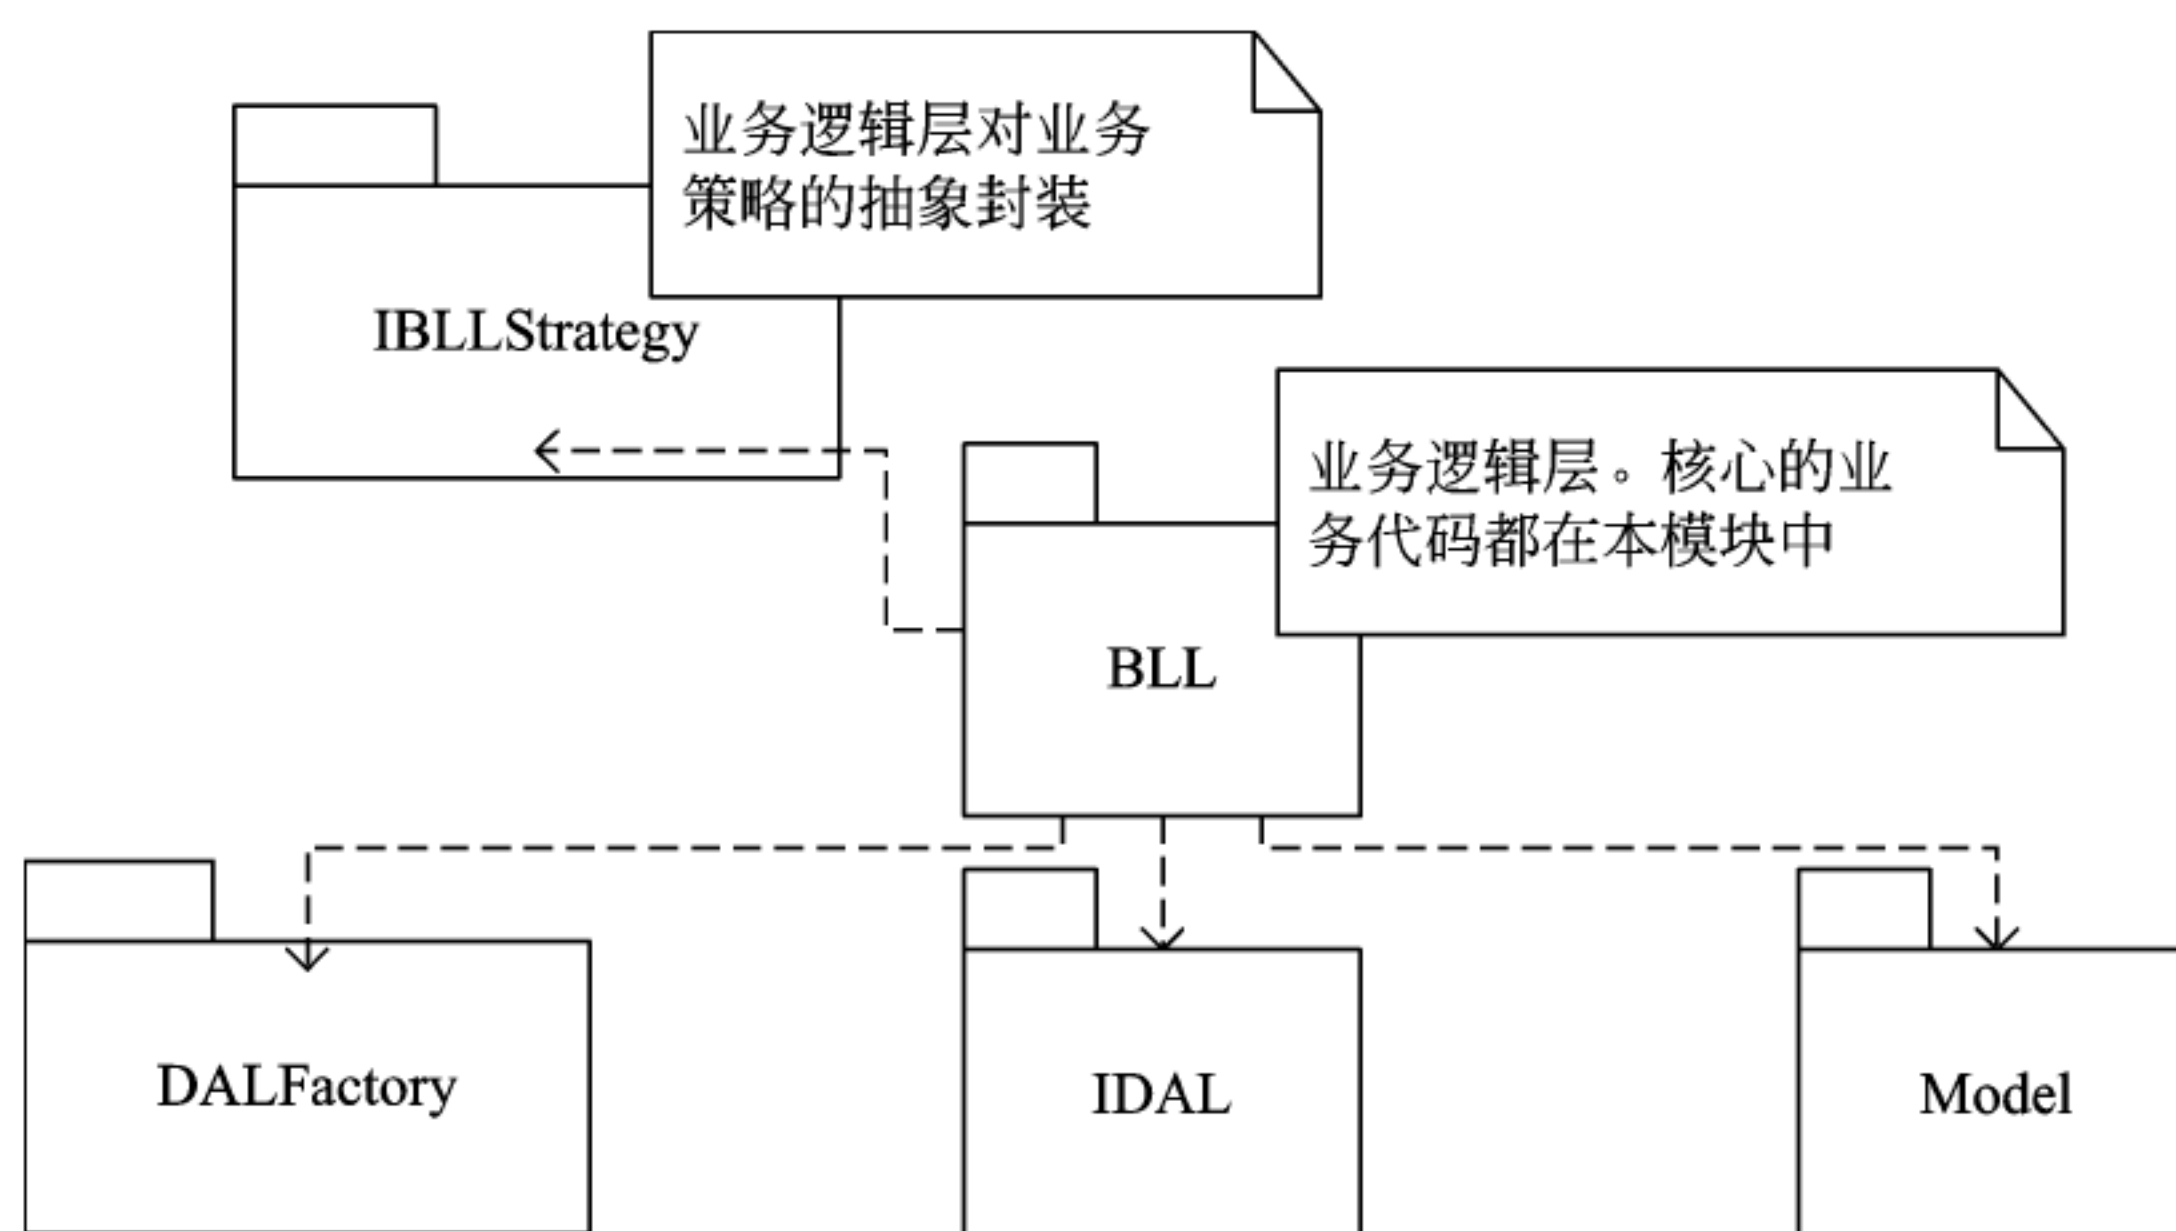 业务逻辑层对业务
策略的抽象封装
IBLLStrategy
业务逻辑层。核心的业
务代码都在本模块中
BLL
DALFactory
IDAL
Model